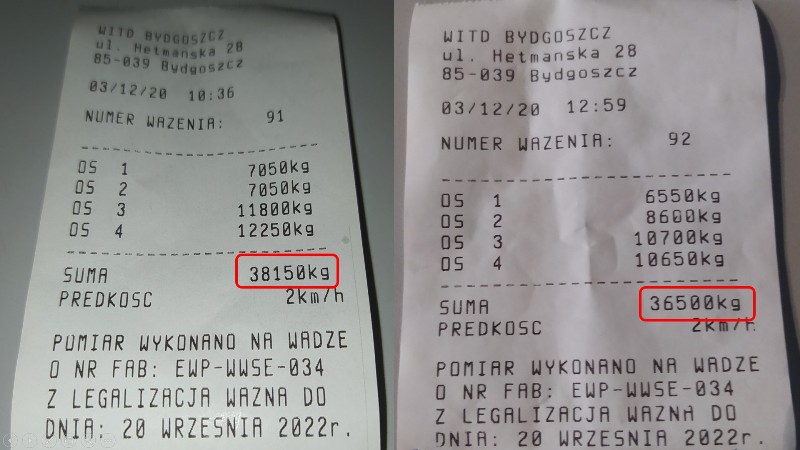 WITD BYDGOSZCZ
ul. Hetmanska 28
85-039 Bydgoszcz
03/12/20 10:36
NUMER WAZENIA: 91
OS 1 7050kg
OS 2 7050kg
OS 3 11800kg
OS 4 12250kg
SUMA 38150kg
PREDKOSC 2km/h
POMIAR WYKONANO NA WADZE
O NR FAB: EWP-WWSE-034
Z LEGALIZACJA WAZNA DO
DNIA: 20 WRZESNIA 2022r.
WITD BYDGOSZCZ
ul. Hetmanska 28
85-039 Bydgoszcz
03/12/20 12:59
NUMER WAZENIA: 92
OS 1 6550kg
OS 2 8600kg
OS 3 10700kg
OS 4 10650kg
SUMA 36500kg
PREDKOSC 2km/h
POMIAR WYKONANO NA WADZE
O NR FAB: EWP-WWSE-034
Z LEGALIZACJA WAZNA DO
DNIA: 20 WRZESNIA 2022r.